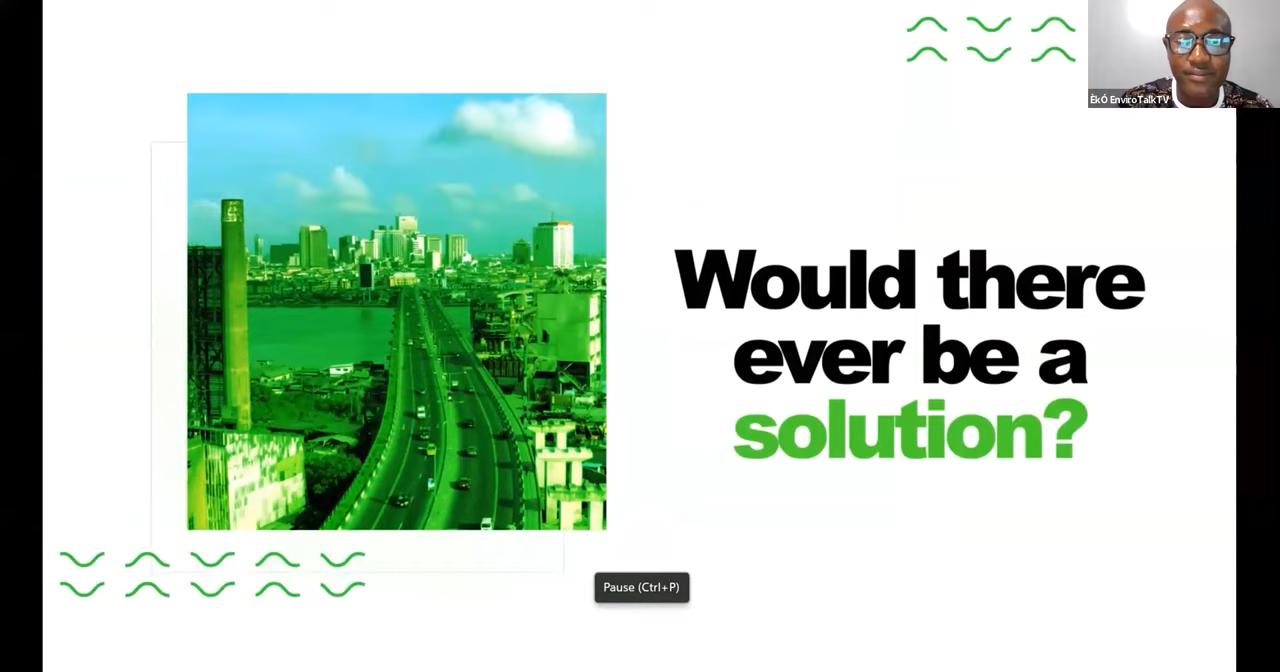 ÈkÓ EnviroTalkTV
Would there
ever be a
solution?
Pause (Ctrl+P)